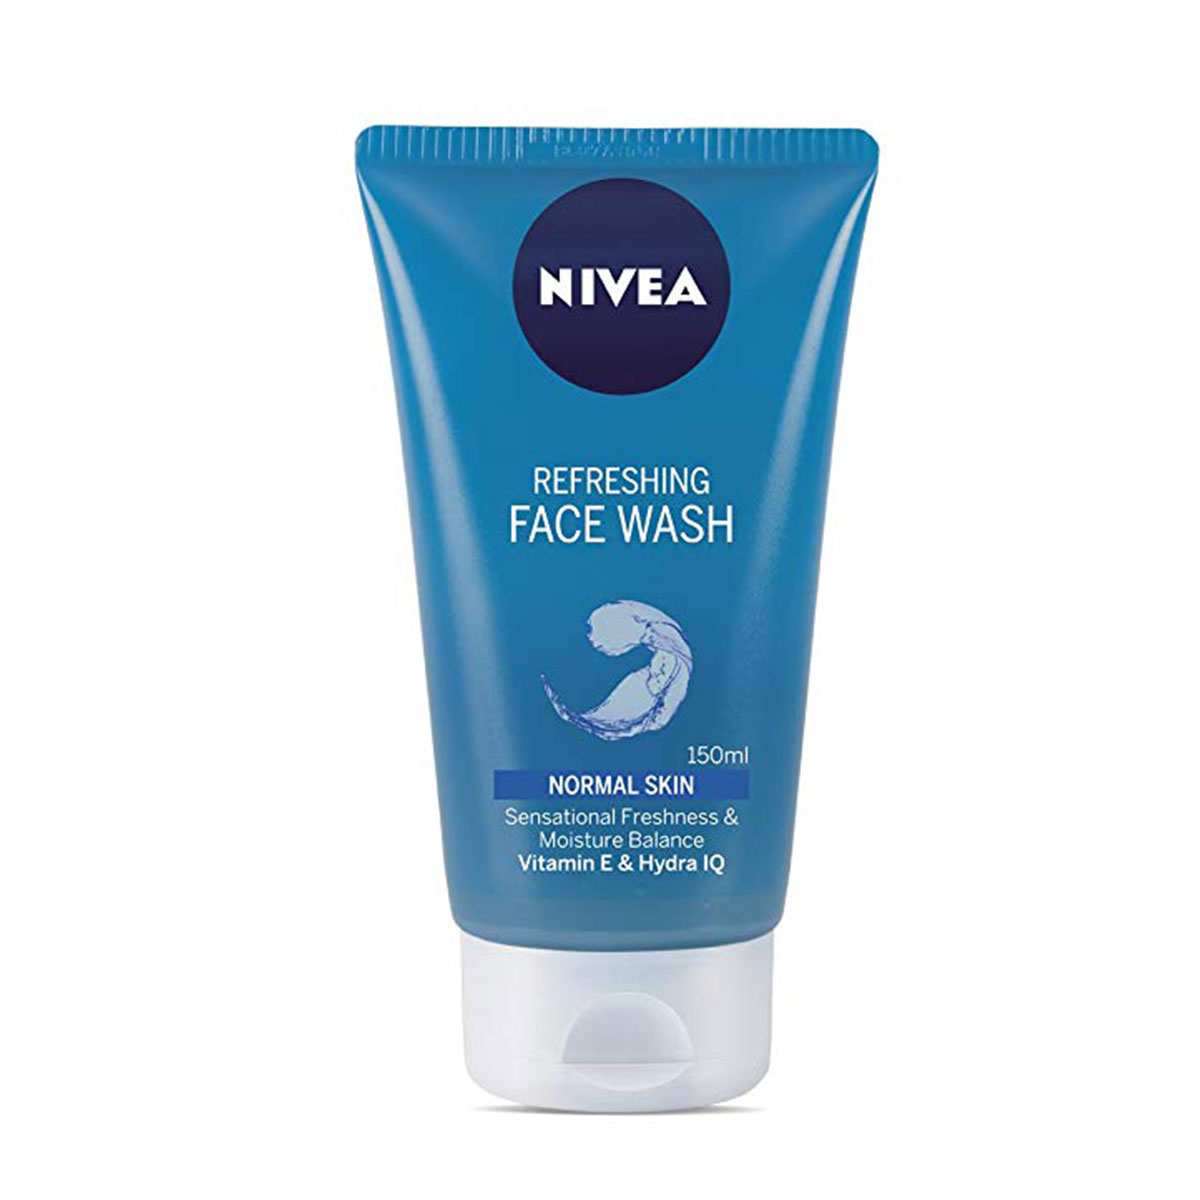 NIVEA
REFRESHING
FACE WASH
150ml
NORMAL SKIN
Sensational Freshness &
Moisture Balance
Vitamin E & Hydra IQ